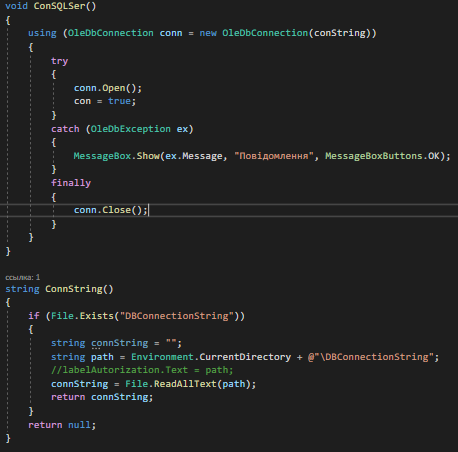 void ConSQLSer()
{
    using (OleDbConnection conn = new OleDbConnection(conString))
    {
        try
        {
            conn.Open();
            con = true;
        }
        catch (OleDbException ex)
        {
            MessageBox.Show(ex.Message, "Повідомлення", MessageBoxButtons.OK);
        }
        finally
        {
            conn.Close();
        }
    }
}
ссылка: 1
string ConnString()
{
    if (File.Exists("DBConnectionString"))
    {
        string connString = "";
        string path = Environment.CurrentDirectory + @"\DBConnectionString";
        //labelAutorization.Text = path;
        connString = File.ReadAllText(path);
        return connString;
    }
    return null;
}